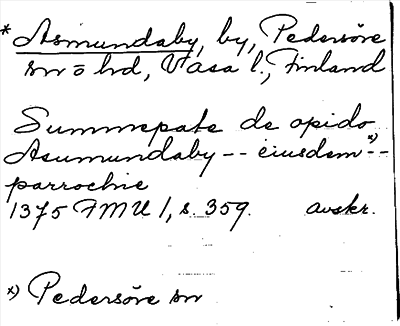 * Asmundaby, by, Pedersöre
sn o hd, Vasa l., Finland
Summepate de opido
Asumundaby -- eiusdem x) --
parrochie
1375 FMU 1, s. 359. avskr.
x) Pedersöre sn